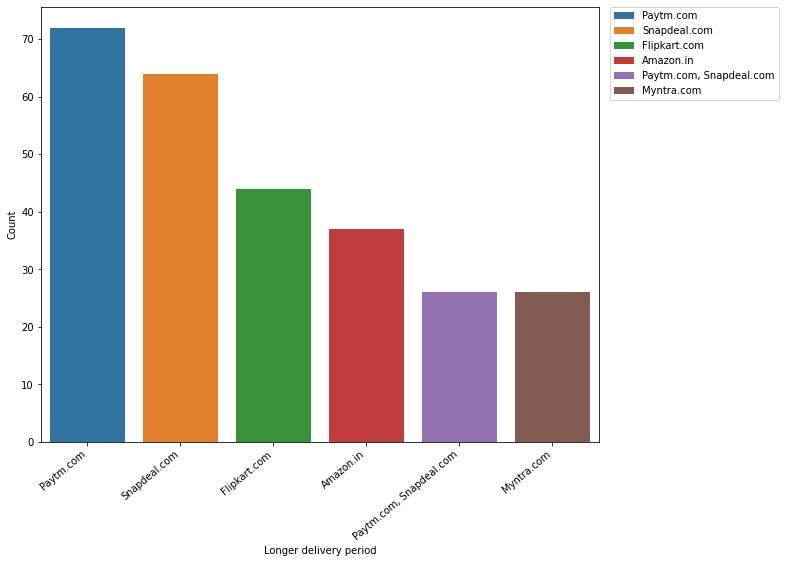 Paytm.com
Snapdeal.com
Flipkart.com
Amazon.in
Paytm.com, Snapdeal.com
Myntra.com
70
60
50
40
30
20
10
0
Count
Paytm.com
Snapdeal.com
Flipkart.com
Amazon.in
Paytm.com, Snapdeal.com
Myntra.com
Longer delivery period